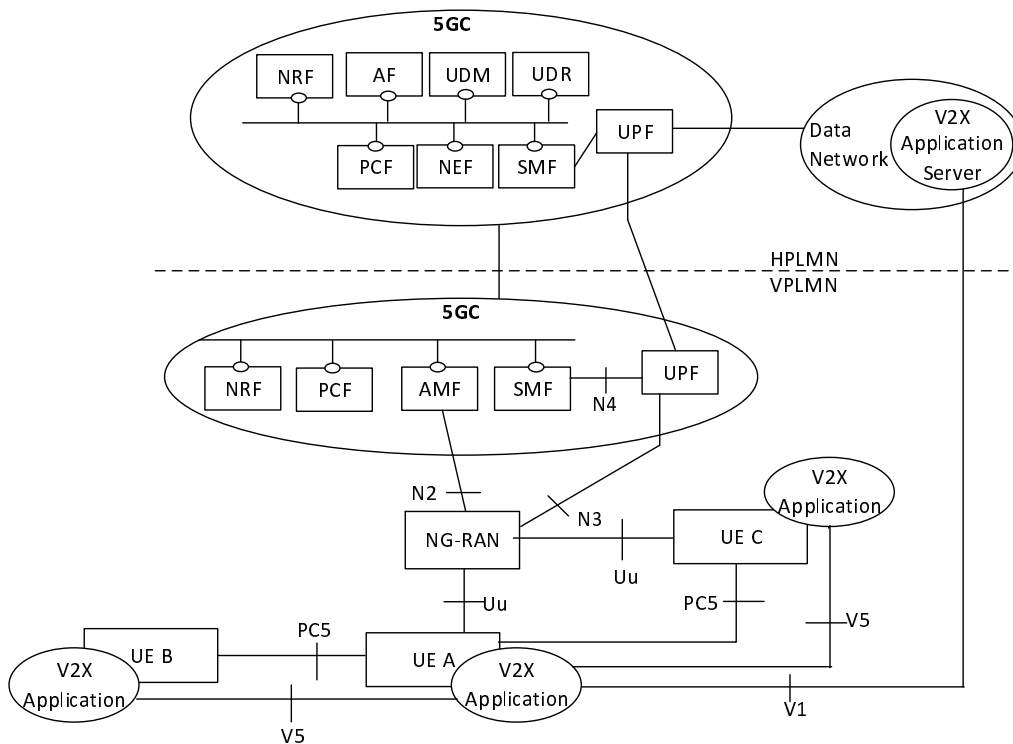 5GC
NRF
AF
UDM
UDR
UPF
PCF
NEF
SMF
Data
Network
V2X
Application
Server
HPLMN
VPLMN
5GC
NRF
PCF
AMF
SMF
N4
UPF
N2
N3
NG-RAN
Uu
UE C
V2X
Application
Uu
PC5
V5
PC5
UE B
V2X
Application
UE A
V2X
Application
V5
V1